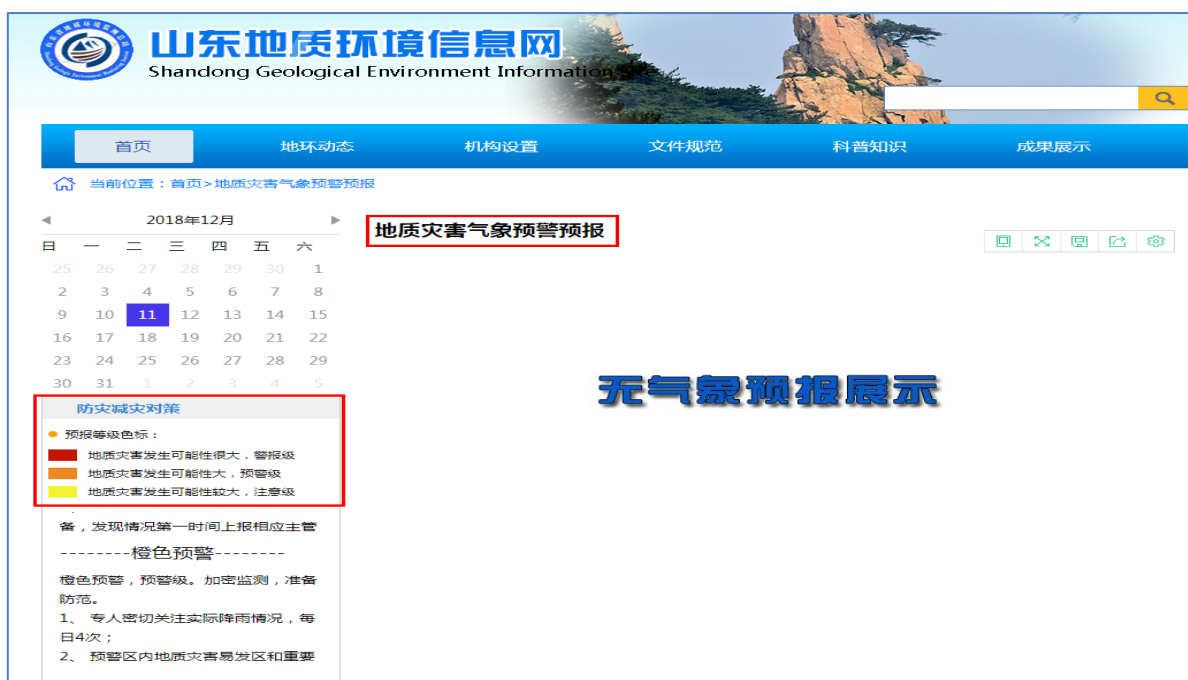 山东地质环境信息网
Shandong Geological Environment Information
首页 地环动态 机构设置 文件规范 科普知识 成果展示
当前位置：首页>地质灾害气象预警预报
2018年12月
日 一 二 三 四 五 六
25 26 27 28 29 30 1
2 3 4 5 6 7 8
9 10 11 12 13 14 15
16 17 18 19 20 21 22
23 24 25 26 27 28 29
30 31 1 2 3 4 5
防灾减灾对策
预报等级色标：
地质灾害发生可能性很大，警报级
地质灾害发生可能性大，预警级
地质灾害发生可能性较大，注意级
备，发现情况第一时间上报相应主管
--------橙色预警--------
橙色预警，预警级。加密监测，准备
防范。
1、 专人密切关注实际降雨情况，每
日4次；
2、 预警区内地质灾害易发区和重要
地质灾害气象预警预报
无气象预报展示